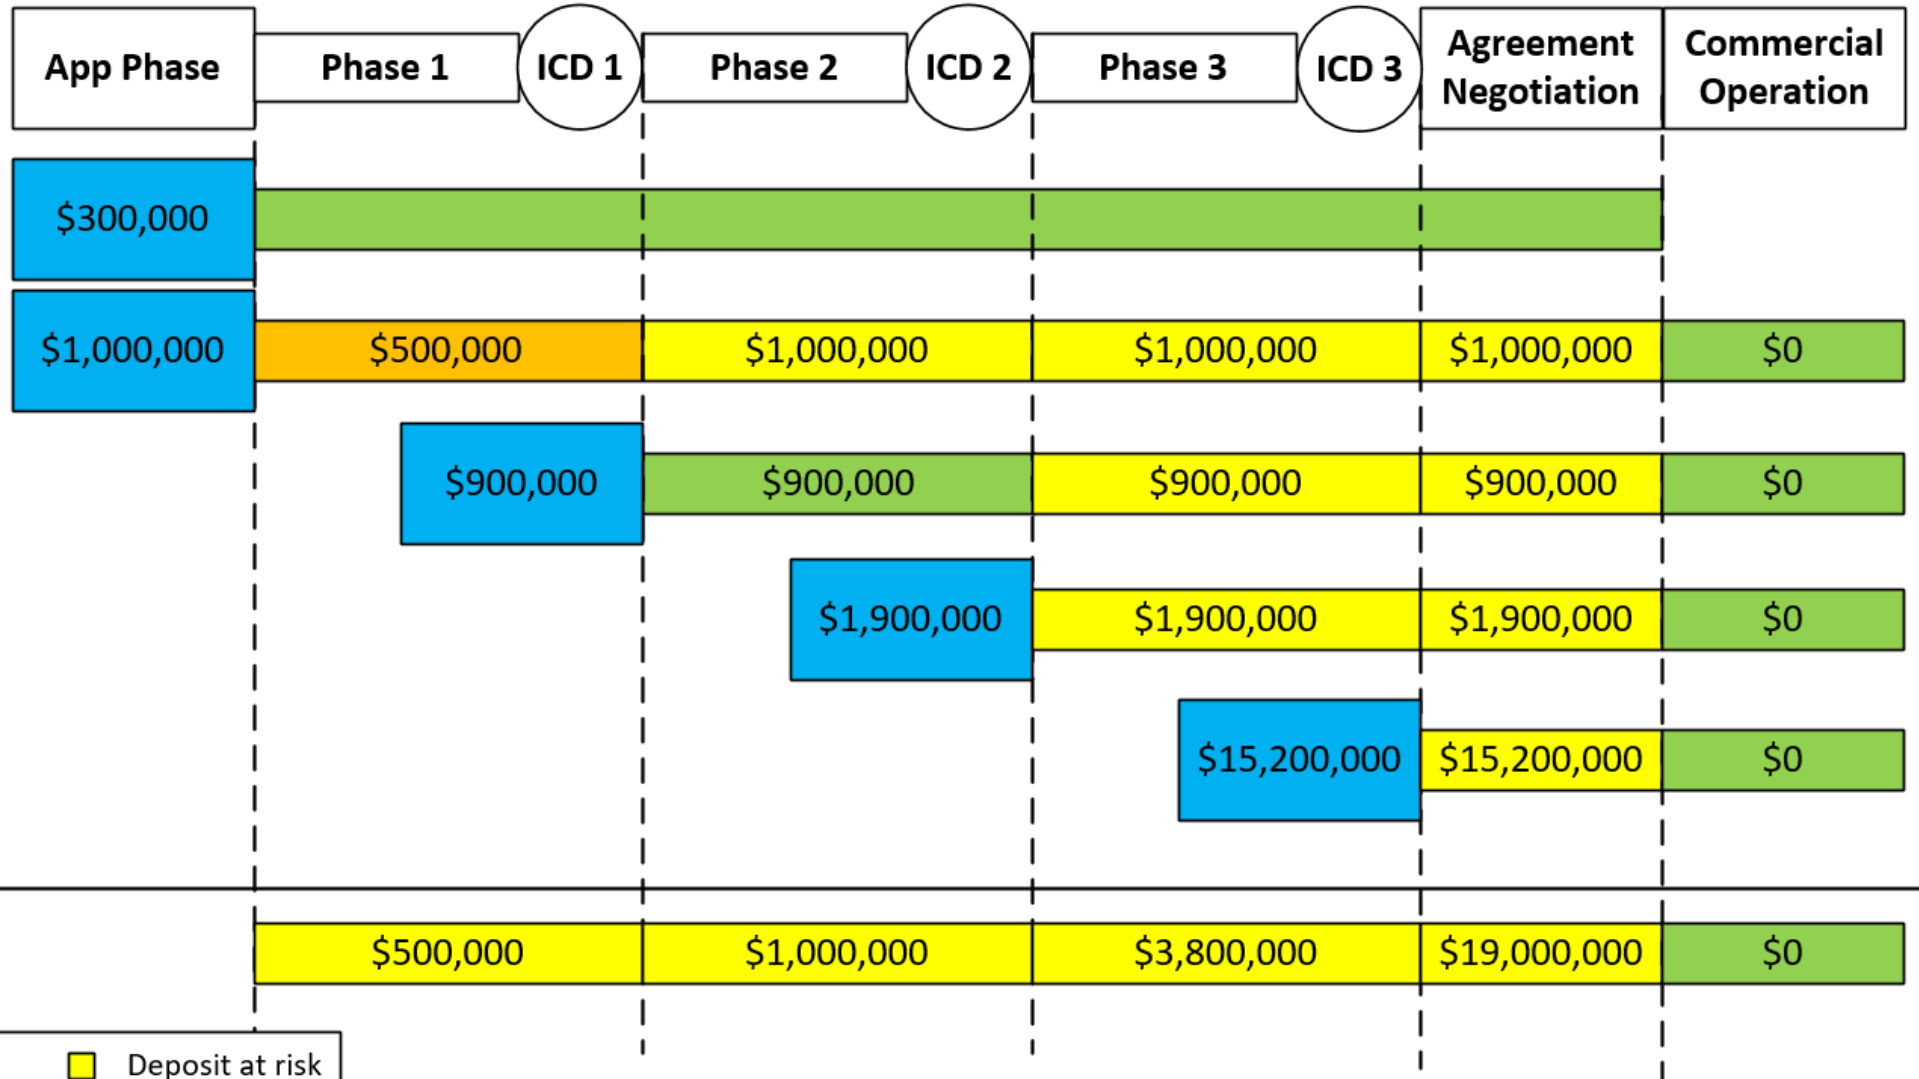 App Phase
Phase 1
ICD 1
Phase 2
ICD 2
Phase 3
ICD 3
Agreement
Negotiation
Commercial
Operation
$300,000
$1,000,000
$500,000
$1,000,000
$1,000,000
$1,000,000
$0
$900,000
$900,000
$900,000
$900,000
$0
$1,900,000
$1,900,000
$1,900,000
$0
$15,200,000
$15,200,000
$0
$500,000
$1,000,000
$3,800,000
$19,000,000
$0
Deposit at risk